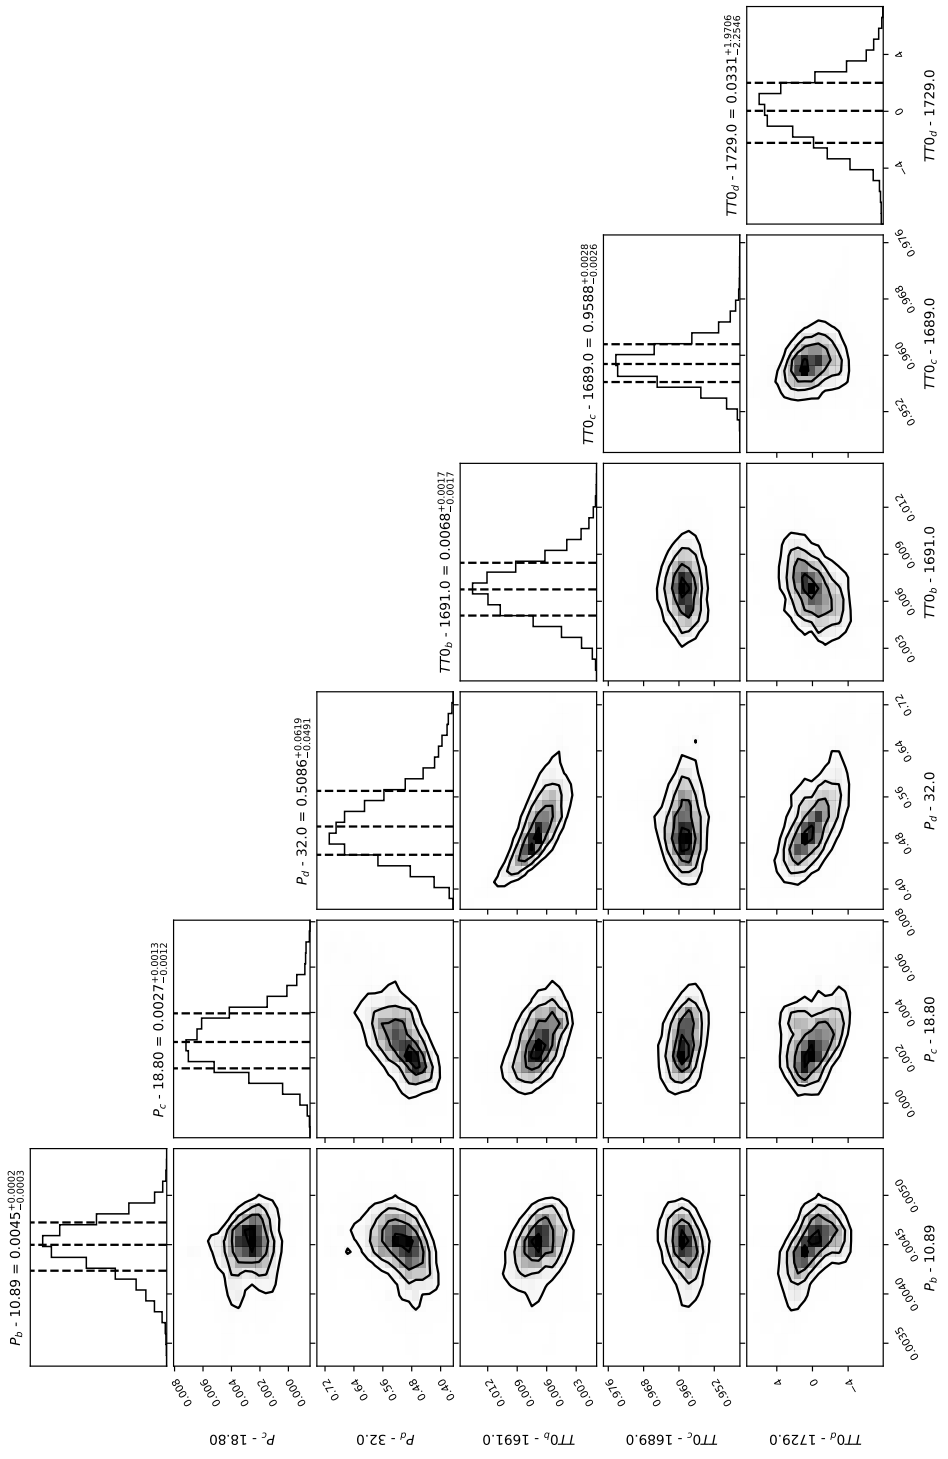 P_b - 10.89 = 0.0045 +0.0002 -0.0003
P_c - 18.80 = 0.0027 +0.0013 -0.0012
P_d - 32.0 = 0.5086 +0.0619 -0.0491
TT0_b - 1691.0 = 0.0068 +0.0017 -0.0017
TT0_c - 1689.0 = 0.9588 +0.0028 -0.0026
TT0_d - 1729.0 = 0.0331 +1.9706 -2.2546
P_c - 18.80
0.008
0.006
0.004
0.002
0.000
P_d - 32.0
0.72
0.64
0.56
0.48
0.40
TT0_b - 1691.0
0.012
0.009
0.006
0.003
TT0_c - 1689.0
0.976
0.968
0.960
0.952
TT0_d - 1729.0
4
0
−4
0.0035
0.0040
0.0045
0.0050
P_b - 10.89
0.000
0.002
0.004
0.006
0.008
P_c - 18.80
0.40
0.48
0.56
0.64
0.72
P_d - 32.0
0.003
0.006
0.009
0.012
TT0_b - 1691.0
0.952
0.960
0.968
0.976
TT0_c - 1689.0
−4
0
4
TT0_d - 1729.0